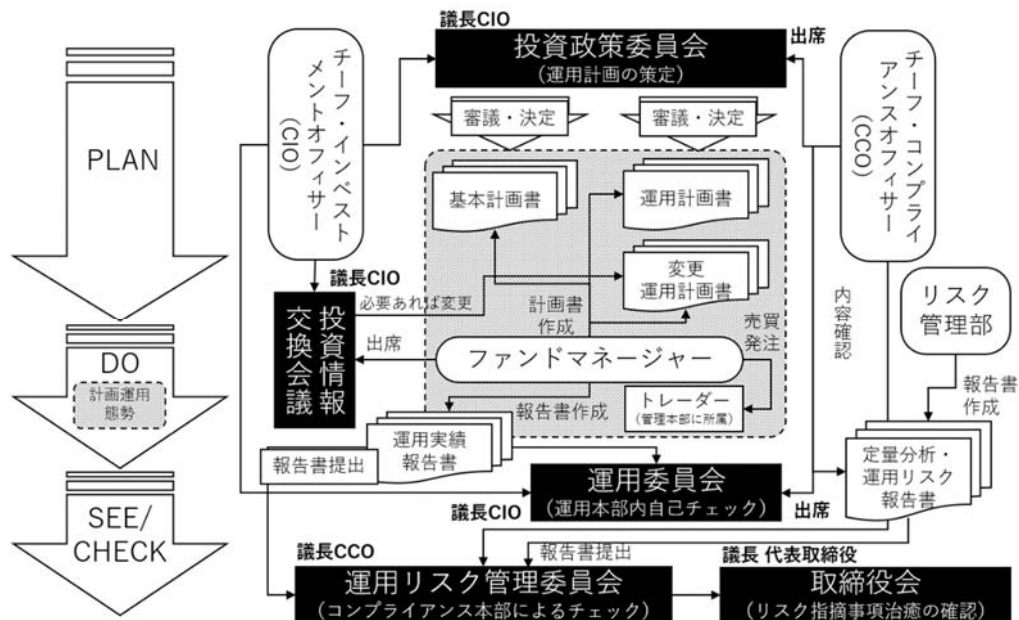 議長CIO
投資政策委員会
(運用計画の策定)
出席
PLAN
チーフ・インベスト
メントオフィサー
(CIO)
チーフ・コンプライ
アンスオフィサー
(CCO)
審議・決定
審議・決定
基本計画書
運用計画書
変更
運用計画書
議長CIO
必要あれば変更
投資情報
交換会議
出席
計画書
作成
売買
発注
内容確認
リスク
管理部
DO
計画運用
態勢
ファンドマネージャー
トレーダー
(管理本部に所属)
報告書作成
報告書
作成
運用実績
報告書
報告書提出
定量分析・
運用リスク
報告書
運用委員会
(運用本部内自己チェック)
議長CIO
出席
SEE/
CHECK
議長CCO
報告書提出
議長 代表取締役
運用リスク管理委員会
(コンプライアンス本部によるチェック)
取締役会
(リスク指摘事項治癒の確認)